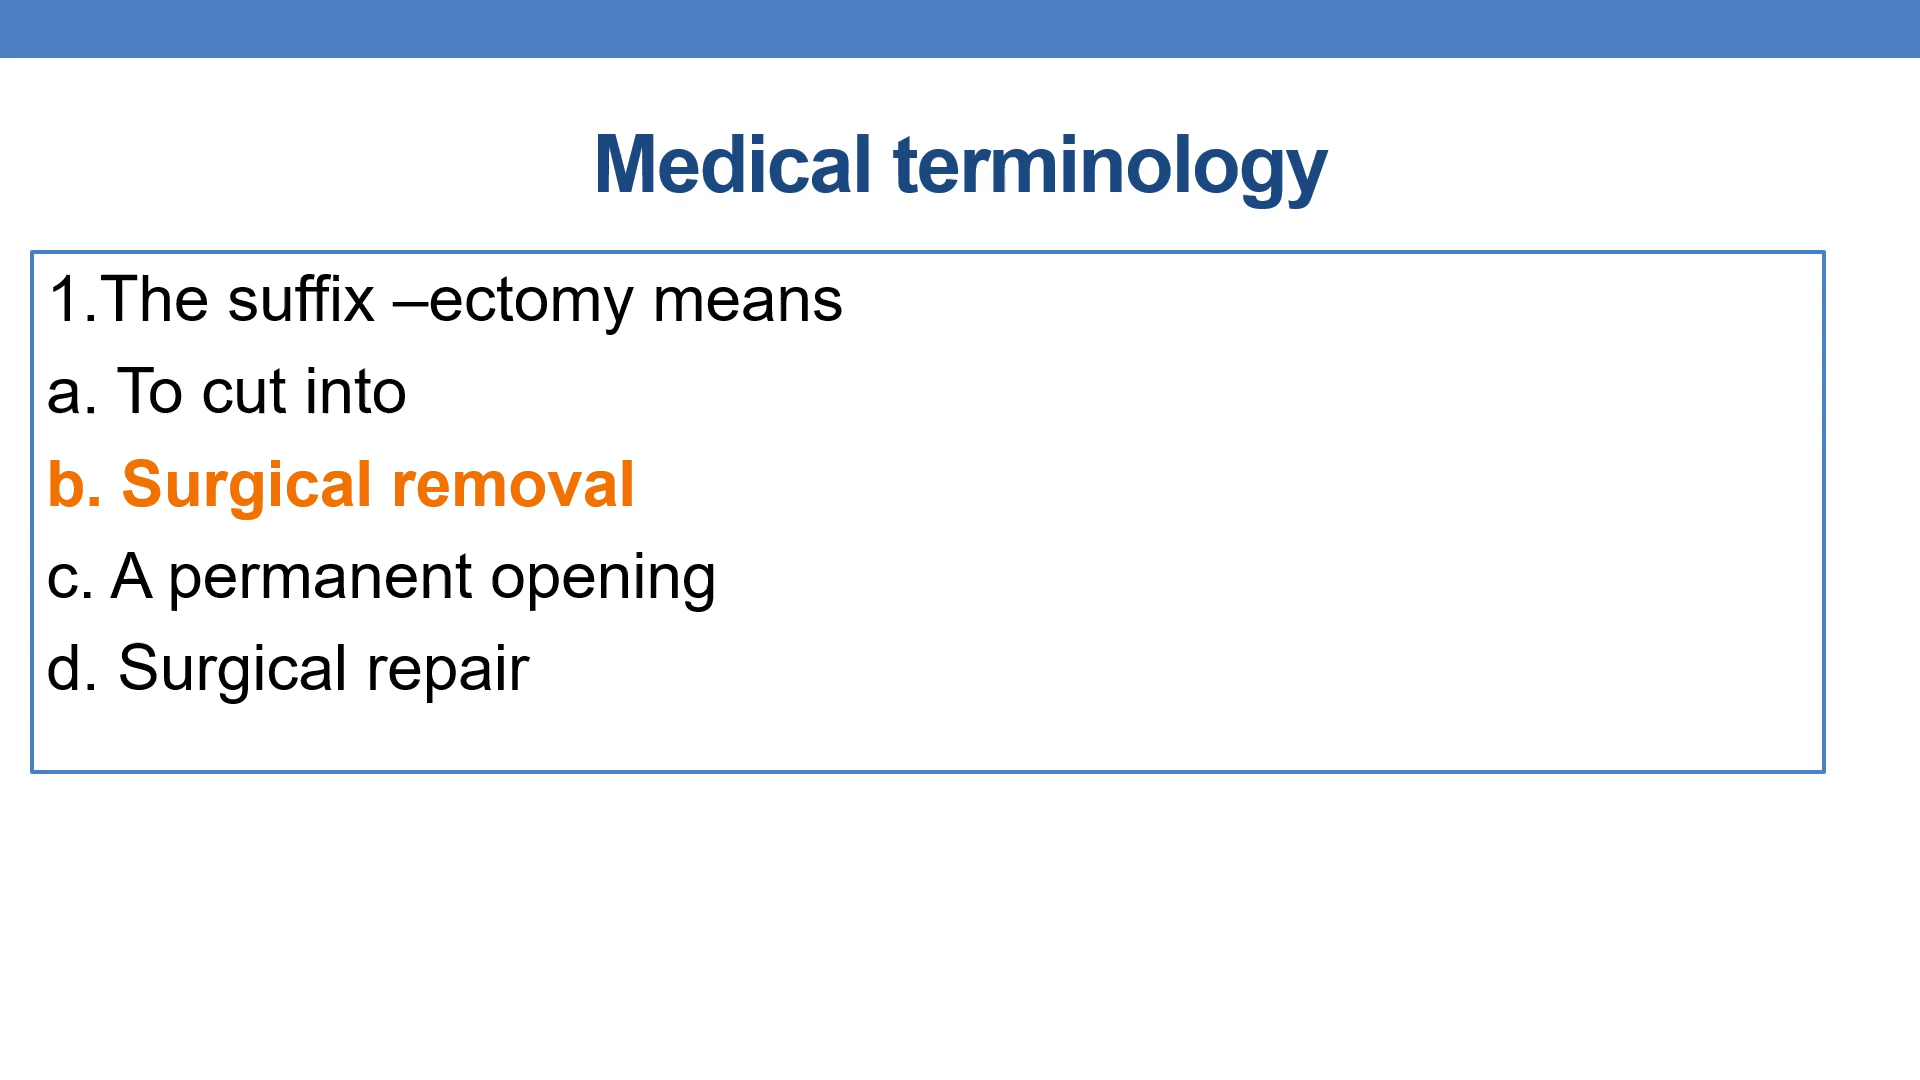 Medical terminology
1.The suffix –ectomy means
a. To cut into
b. Surgical removal
c. A permanent opening
d. Surgical repair